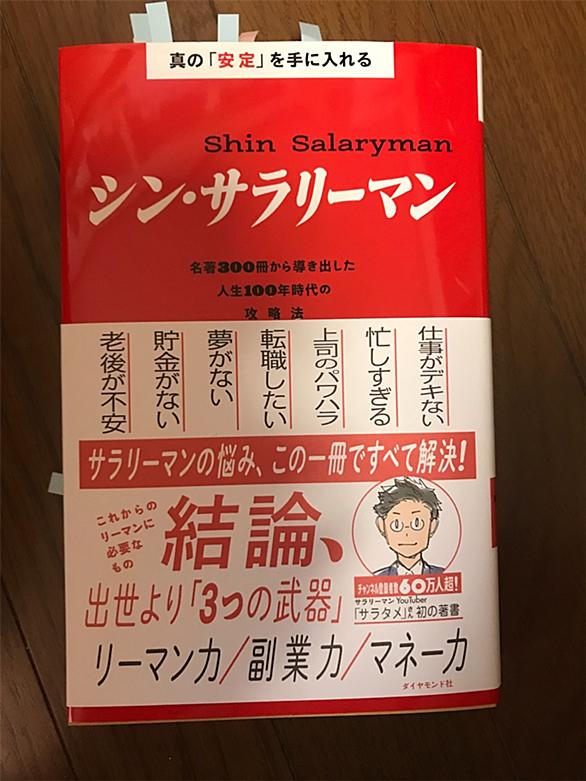 真の「安定」を手に入れる
Shin Salaryman
シン・サラリーマン
名著300冊から導き出した
人生100年時代の
攻略法
仕事がデキない
忙しすぎる
上司のパワハラ
転職したい
夢がない
貯金がない
老後が不安
サラリーマンの悩み、この一冊ですべて解決!
これからの
リーマンに
必要な
もの
結論、
出世より「3つの武器」
チャンネル登録者数60万人超!
サラリーマンYouTuber
「サラタメ」さん初の著書
リーマン力/副業力/マネー力
ダイヤモンド社